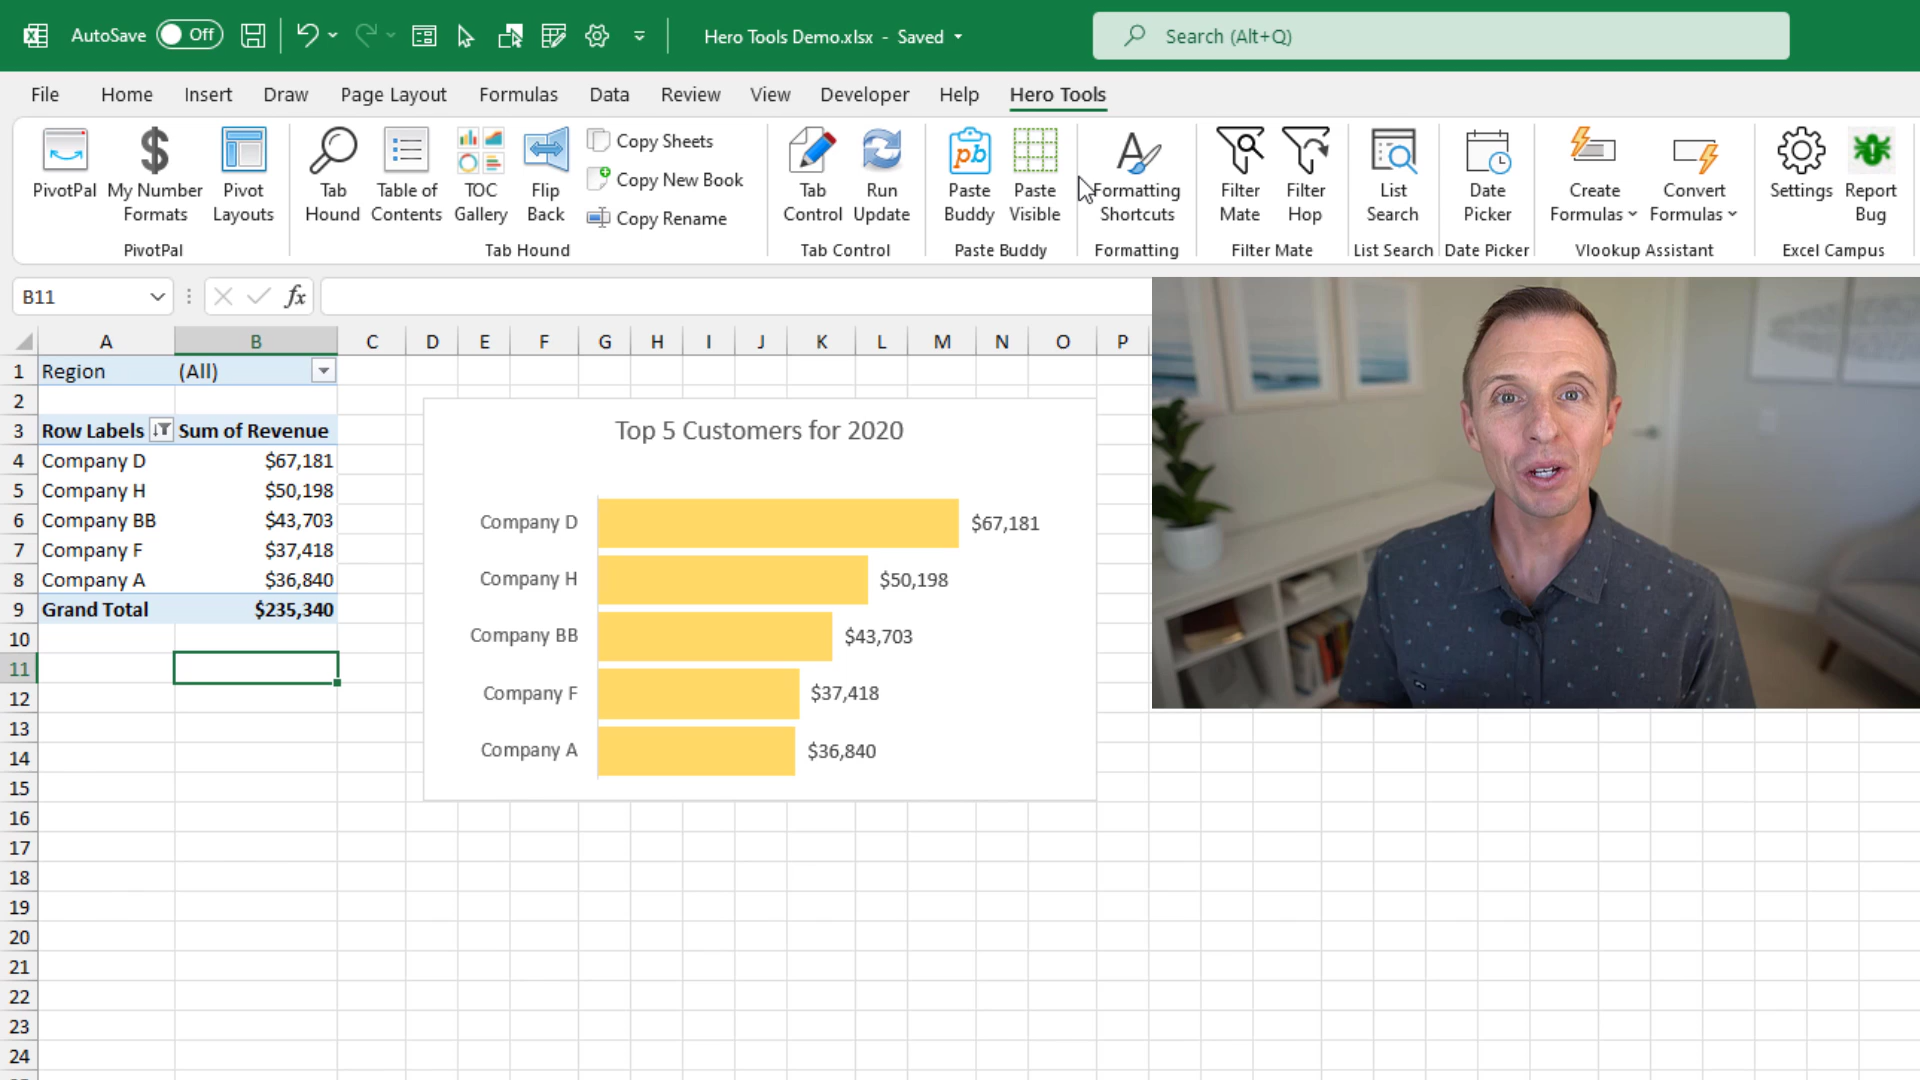 AutoSave Off Hero Tools Demo.xlsx - Saved Search (Alt+Q)
File Home Insert Draw Page Layout Formulas Data Review View Developer Help Hero Tools
PivotPal
My Number Formats
Pivot Layouts
PivotPal
Tab Hound
Table of Contents
TOC Gallery
Flip Back
Copy Sheets
Copy New Book
Copy Rename
Tab Hound
Tab Control
Run Update
Tab Control
pb
Paste Buddy
Paste Visible
Paste Buddy
Formatting Shortcuts
Formatting
Filter Mate
Filter Hop
Filter Mate
List Search
List Search
Date Picker
Date Picker
Create Formulas
Convert Formulas
Vlookup Assistant
Settings
Report Bug
Excel Campus
B11 fx
A B C D E F G H I J K L M N O P
1 Region (All)
2
3 Row Labels Sum of Revenue
4 Company D $67,181
5 Company H $50,198
6 Company BB $43,703
7 Company F $37,418
8 Company A $36,840
9 Grand Total $235,340
10
11
12
13
14
15
16
17
18
19
20
21
22
23
24
Top 5 Customers for 2020
Company D $67,181
Company H $50,198
Company BB $43,703
Company F $37,418
Company A $36,840